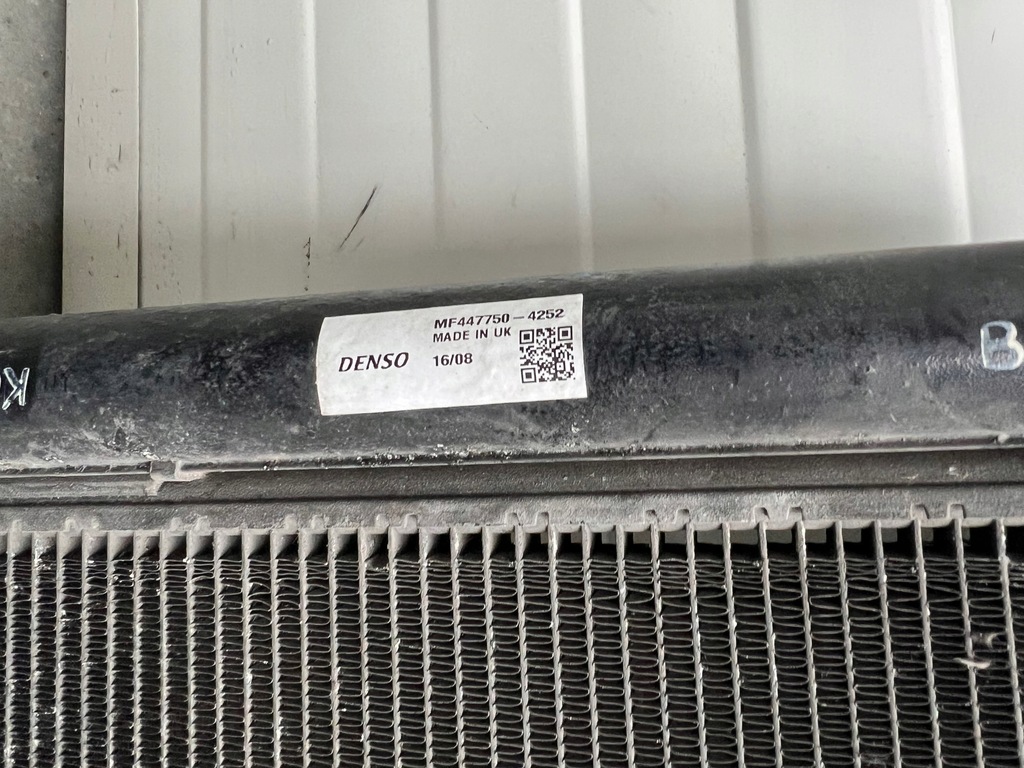 MF447750-4252
MADE IN UK
DENSO 16/08
B